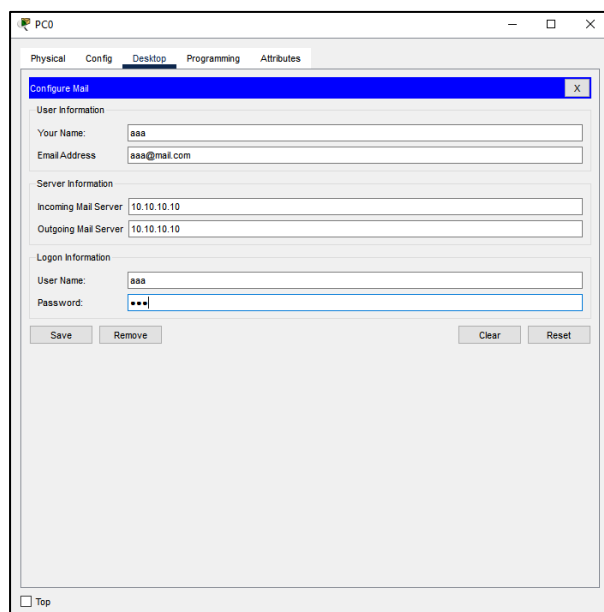 PC0
Physical Config Desktop Programming Attributes
Configure Mail X
User Information
Your Name: aaa
Email Address aaa@mail.com
Server Information
Incoming Mail Server 10.10.10.10
Outgoing Mail Server 10.10.10.10
Logon Information
User Name: aaa
Password: •••
Save Remove Clear Reset
Top